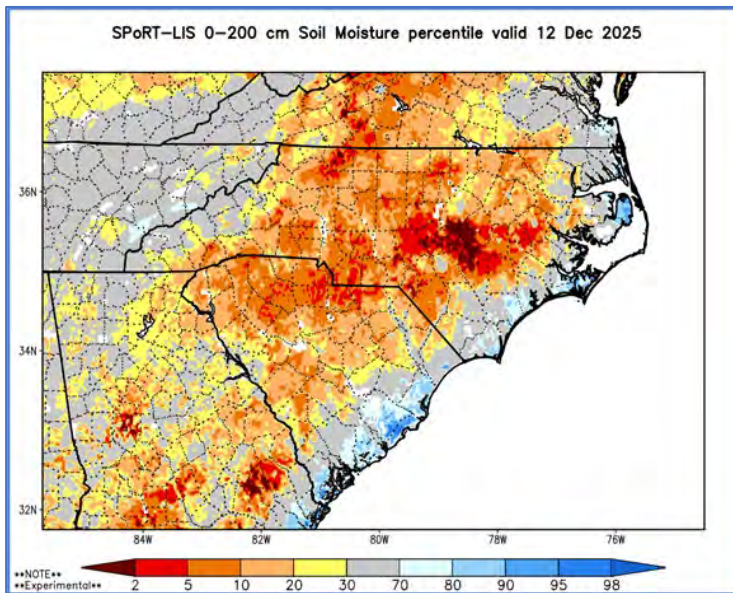 SPoRT-LIS 0-200 cm Soil Moisture percentile valid 12 Dec 2025
36N
34N
32N
84W 82W 80W 78W 76W
**NOTE**
**Experimental**
2 5 10 20 30 70 80 90 95 98